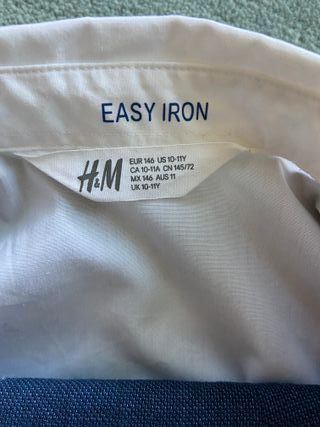 EASY IRON
H&M
EUR 146 US 10-11Y
CA 10-11A CN 145/72
MX 146 AUS 11
UK 10-11Y